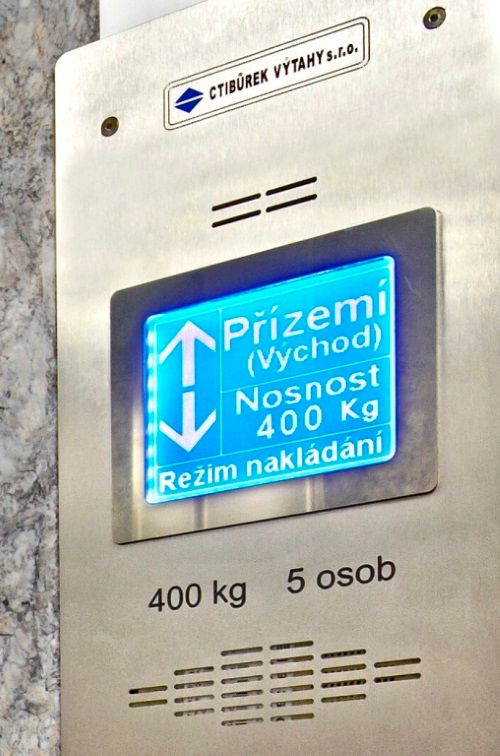 CTIBŮREK VÝTAHY s.r.o.
Přízemí
(Východ)
Nosnost
400 Kg
Režim nakládání
400 kg 5 osob